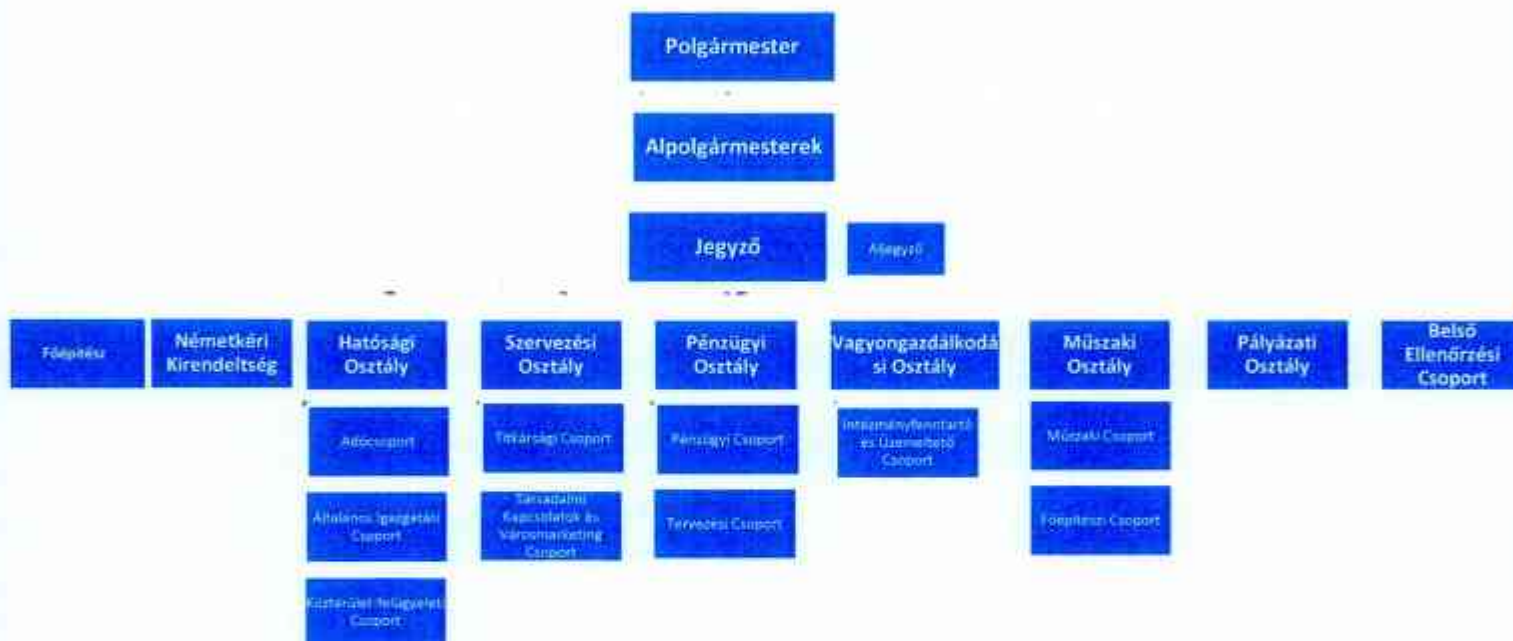 Polgármester
Alpolgármesterek
Jegyző
Aljegyző
Főépítész
Németkéri
Kirendeltség
Hatósági
Osztály
Szervezési
Osztály
Pénzügyi
Osztály
Vagyongazdálkodá
si Osztály
Műszaki
Osztály
Pályázati
Osztály
Belső
Ellenőrzési
Csoport
Adócsoport
Általános Igazgatási
Csoport
Közterület-felügyeleti
Csoport
Titkársági Csoport
Társadalmi
Kapcsolatok és
Városmarketing
Csoport
Pénzügyi Csoport
Tervezési Csoport
Intézményfenntartó
és Üzemeltető
Csoport
Műszaki Csoport
Főépítészi Csoport